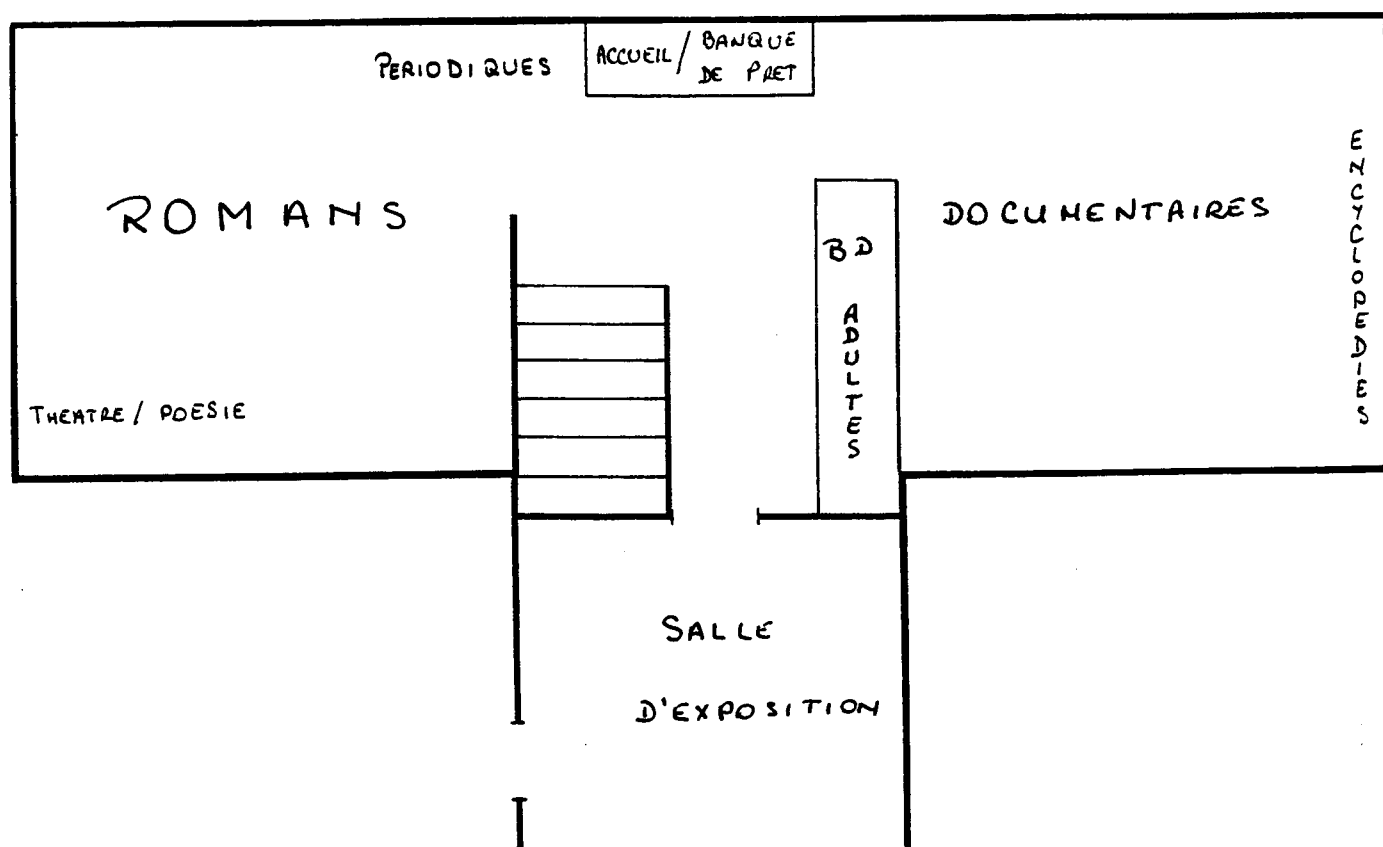 PERIODIQUES
ACCUEIL / BANQUE
DE PRET
ROMANS
DOCUMENTAIRES
ENCYCLOPEDIES
BD
ADULTES
THEATRE / POESIE
SALLE
D'EXPOSITION